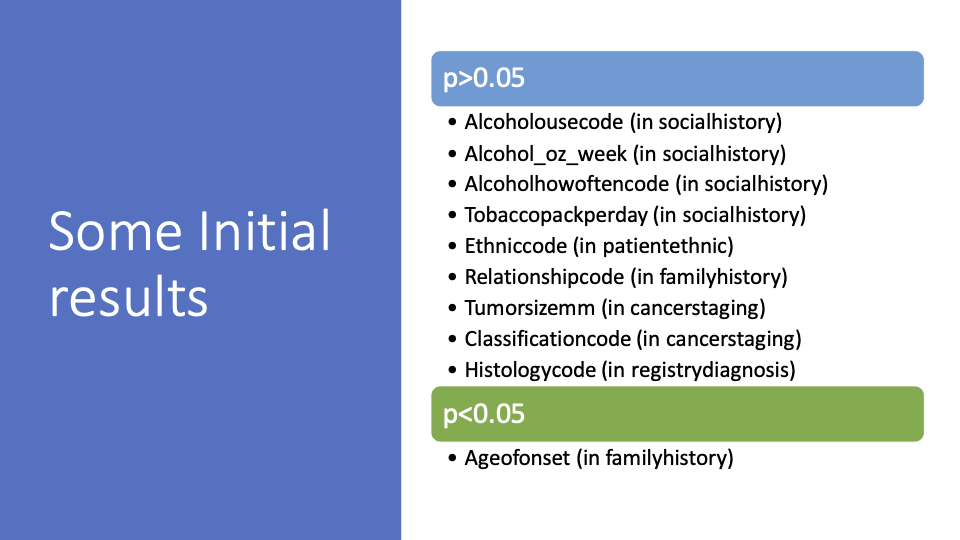 Some Initial
results
p>0.05
• Alcoholousecode (in socialhistory)
• Alcohol_oz_week (in socialhistory)
• Alcoholhowoftencode (in socialhistory)
• Tobaccopackperday (in socialhistory)
• Ethniccode (in patientethnic)
• Relationshipcode (in familyhistory)
• Tumorsizemm (in cancerstaging)
• Classificationcode (in cancerstaging)
• Histologycode (in registrydiagnosis)
p<0.05
• Ageofonset (in familyhistory)